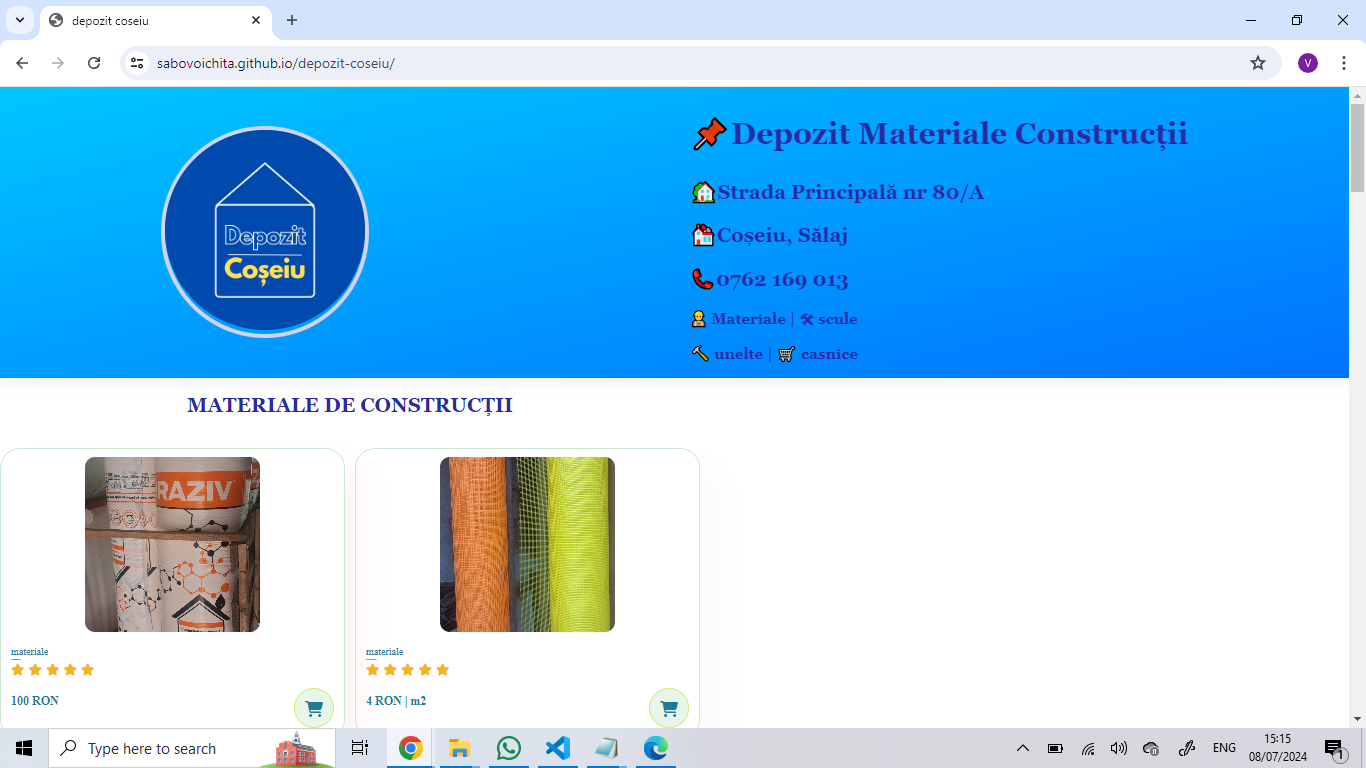 depozit coseiu
sabovoichita.github.io/depozit-coseiu/
V
Depozit Materiale Construcții
Strada Principală nr 80/A
Depozit
Coșeiu
Coșeiu, Sălaj
0762 169 013
Materiale | scule
unelte | casnice
MATERIALE DE CONSTRUCȚII
RAZIV
materiale
100 RON
materiale
4 RON | m2
Type here to search
ENG
15:15
08/07/2024
1